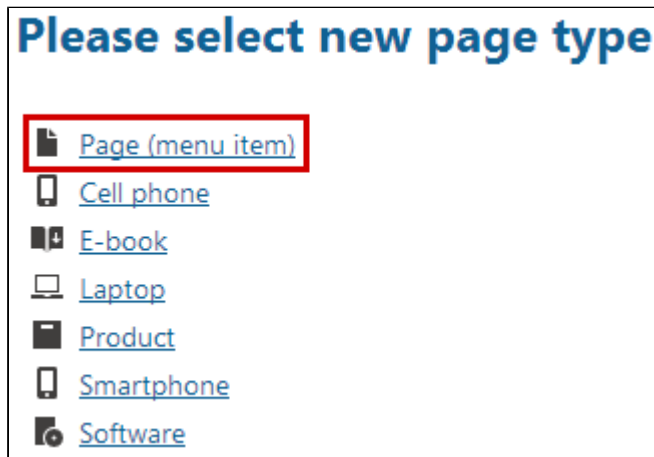 Please select new page type
Page (menu item)
Cell phone
E-book
Laptop
Product
Smartphone
Software